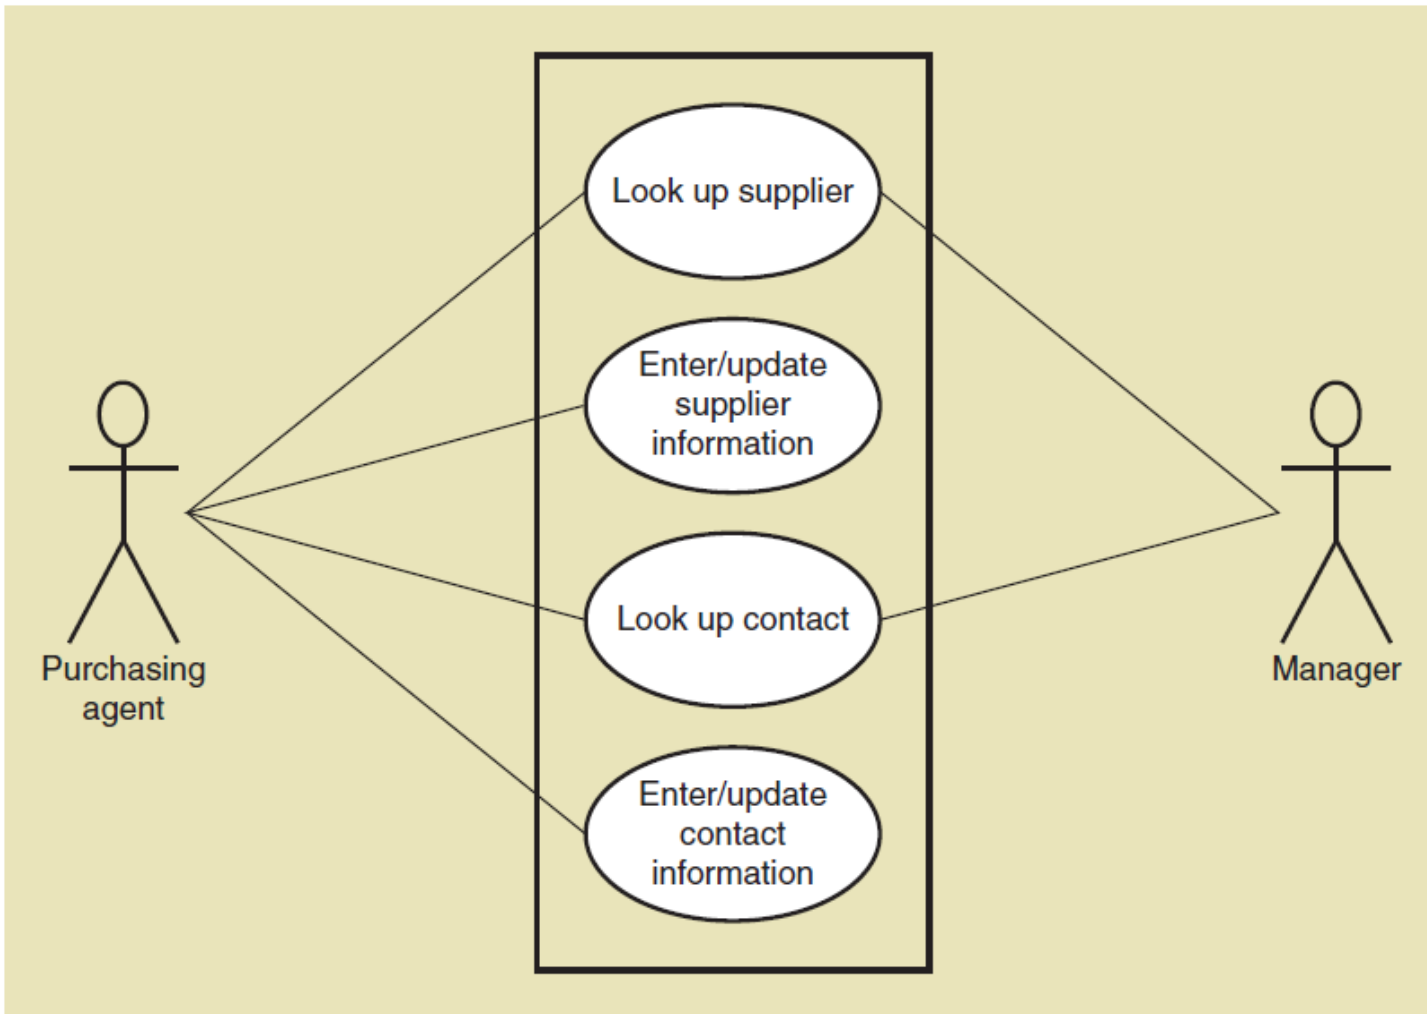 Look up supplier
Enter/update
supplier
information
Look up contact
Enter/update
contact
information
Purchasing
agent
Manager